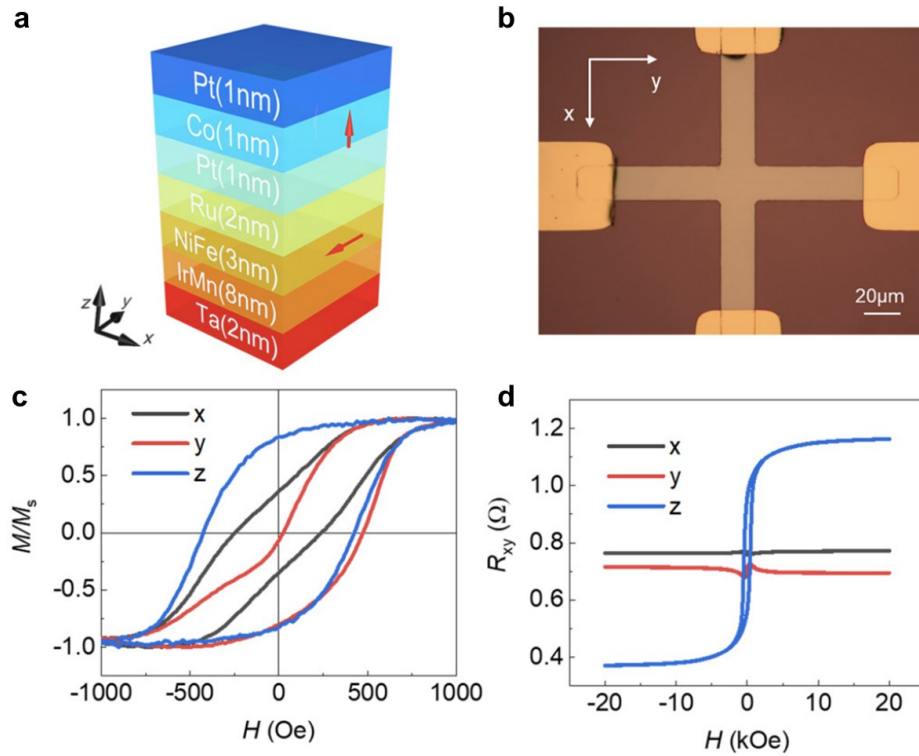 a
Pt(1nm)
Co(1nm)
Pt(1nm)
Ru(2nm)
NiFe(3nm)
IrMn(8nm)
Ta(2nm)
z
y
x
b
y
x
20μm
c
x
y
z
1.0
0.5
0.0
-0.5
-1.0
M/Ms
-1000 -500 0 500 1000
H (Oe)
d
x
y
z
1.2
1.0
0.8
0.6
0.4
Rxy (Ω)
-20 -10 0 10 20
H (kOe)